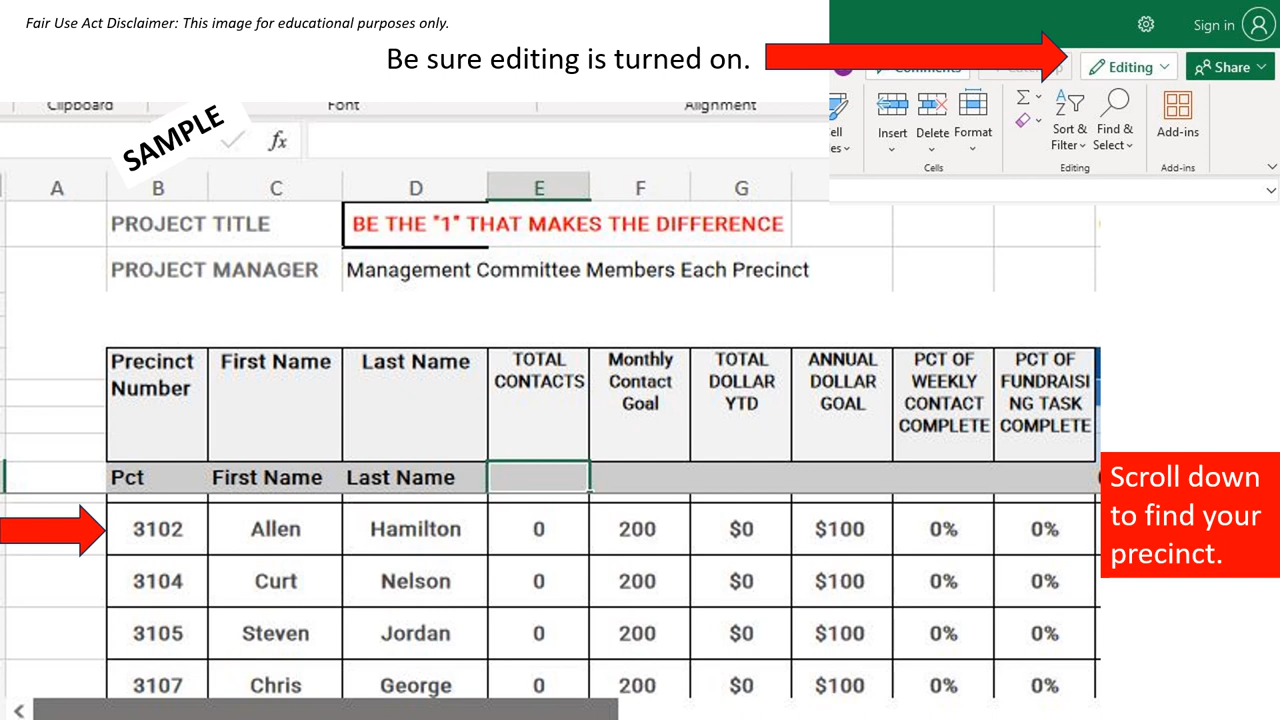 Fair Use Act Disclaimer: This image for educational purposes only.
Be sure editing is turned on.
Sign in
Editing
Share
Clipboard Font Alignment
SAMPLE
fx
Insert Delete Format
Sort & Filter
Find & Select
Add-ins
Cells Editing Add-ins
A B C D E F G
PROJECT TITLE BE THE "1" THAT MAKES THE DIFFERENCE
PROJECT MANAGER Management Committee Members Each Precinct
Precinct Number First Name Last Name TOTAL CONTACTS Monthly Contact Goal TOTAL DOLLAR YTD ANNUAL DOLLAR GOAL PCT OF WEEKLY CONTACT COMPLETE PCT OF FUNDRAISI NG TASK COMPLETE
Pct First Name Last Name
3102 Allen Hamilton 0 200 $0 $100 0% 0%
3104 Curt Nelson 0 200 $0 $100 0% 0%
3105 Steven Jordan 0 200 $0 $100 0% 0%
3107 Chris George 0 200 $0 $100 0% 0%
Scroll down
to find your
precinct.